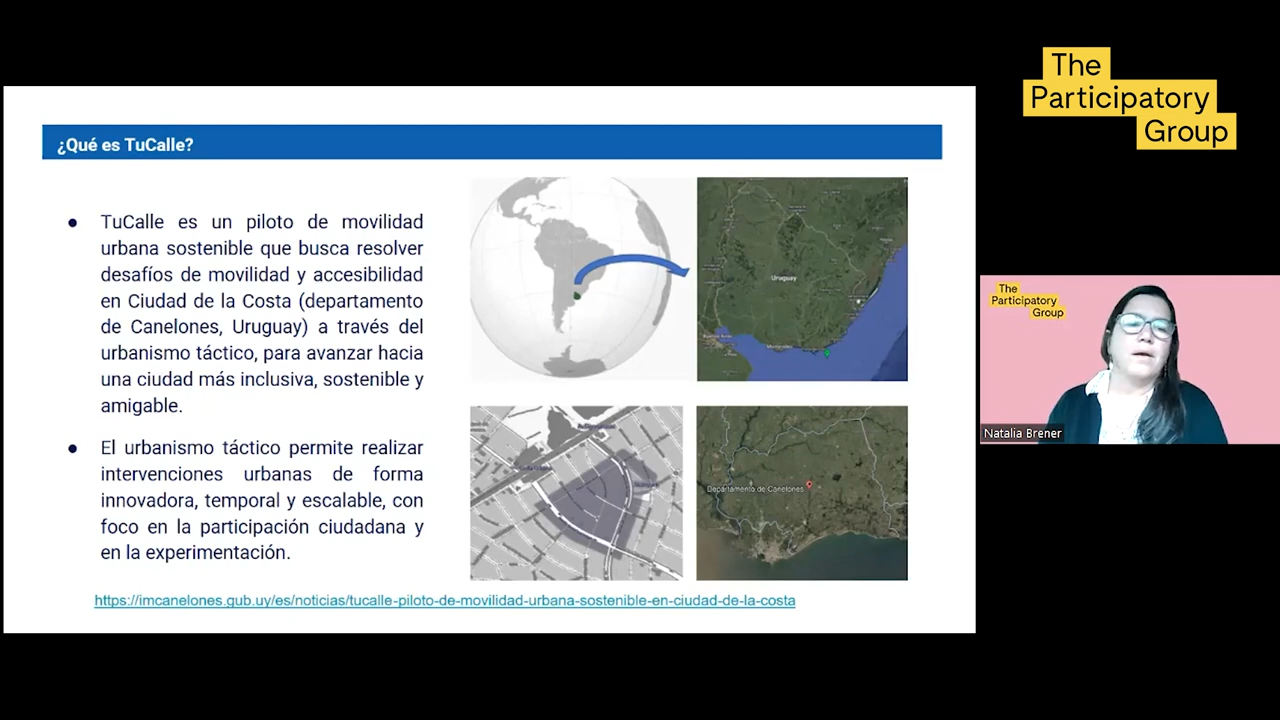 The
Participatory
Group
¿Qué es TuCalle?
● TuCalle es un piloto de movilidad
urbana sostenible que busca resolver
desafíos de movilidad y accesibilidad
en Ciudad de la Costa (departamento
de Canelones, Uruguay) a través del
urbanismo táctico, para avanzar hacia
una ciudad más inclusiva, sostenible y
amigable.
● El urbanismo táctico permite realizar
intervenciones urbanas de forma
innovadora, temporal y escalable, con
foco en la participación ciudadana y
en la experimentación.
Uruguay
Buenos Aires
Montevideo
Departamento de Canelones
https://imcanelones.gub.uy/es/noticias/tucalle-piloto-de-movilidad-urbana-sostenible-en-ciudad-de-la-costa
The
Participatory
Group
Natalia Brener